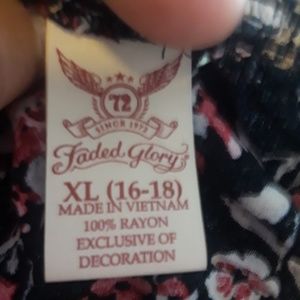 72
SINCE 1972
Faded Glory
XL (16-18)
MADE IN VIETNAM
100% RAYON
EXCLUSIVE OF
DECORATION